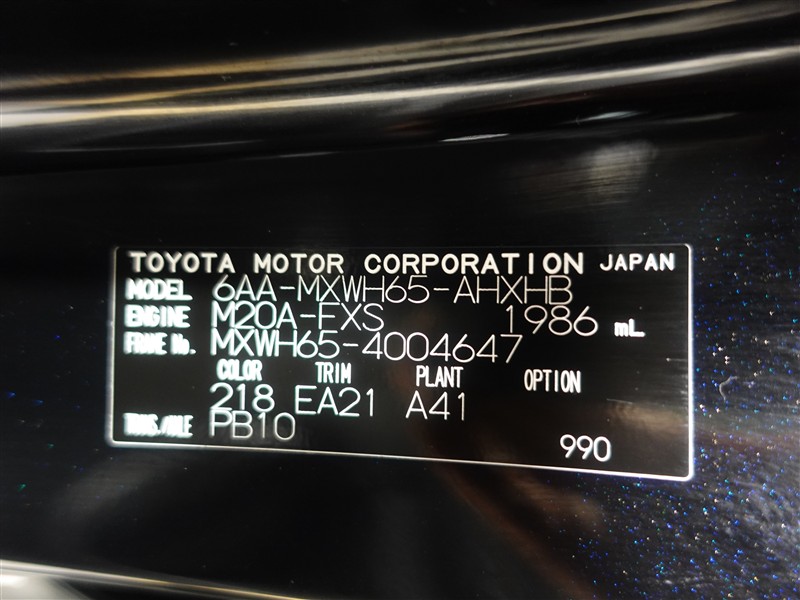 TOYOTA MOTOR CORPORATION JAPAN
MODEL 6AA-MXWH65-AHXHB
ENGINE M20A-FXS 1986 mL
FRAME No. MXWH65-4004647
COLOR TRIM PLANT OPTION
218 EA21 A41
TRANS./AXLE PB10
990